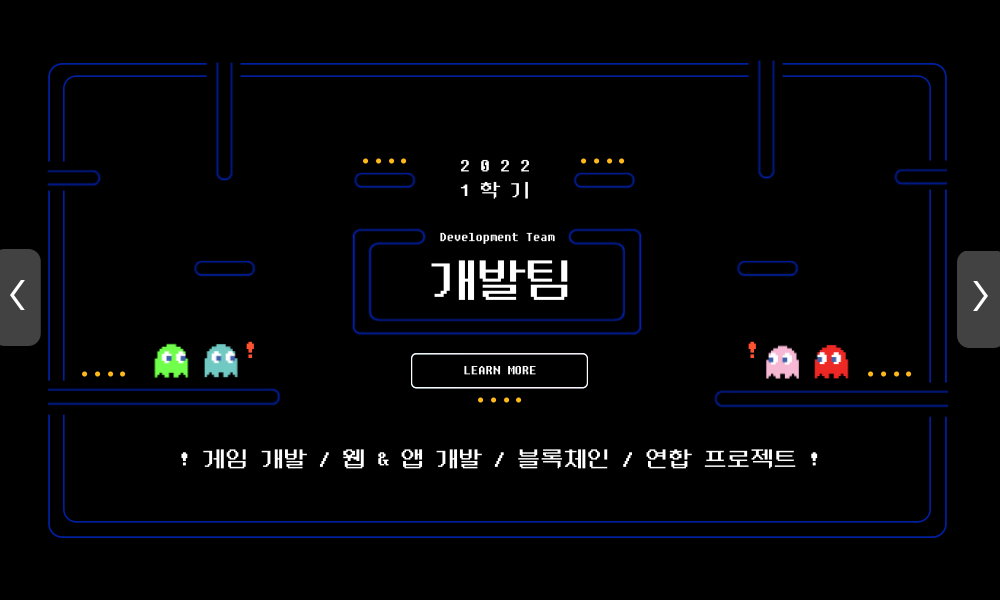 2022
1학기
Development Team
개발팀
LEARN MORE
! 게임 개발 / 웹 & 앱 개발 / 블록체인 / 연합 프로젝트 !